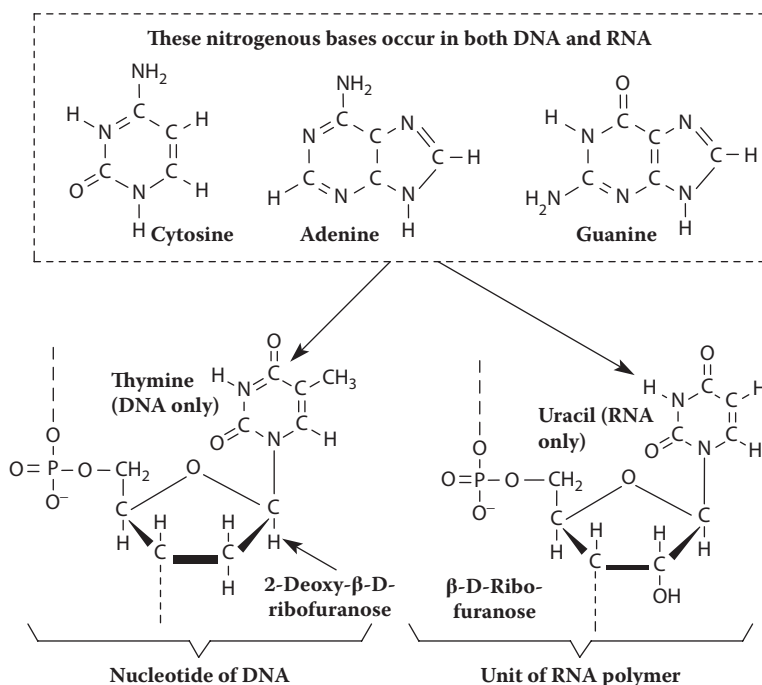 These nitrogenous bases occur in both DNA and RNA
NH2
H
N
C
C
H
C
C
O
N
H
H
Cytosine
NH2
N
C
C
N
C
H
H
C
N
C
N
H
Adenine
O
H
N
C
C
N
C
H
H2N
C
N
C
N
H
Guanine
Thymine
(DNA only)
O
H
N
C
C
CH3
O
C
N
C
H
O
O=P–O–CH2
O−
O
C
H
H
C
H
C
H
C
H
2-Deoxy-β-D-
ribofuranose
Nucleotide of DNA
Uracil (RNA
only)
O
H
N
C
C
H
O
C
N
C
H
O
O=P–O–CH2
O−
O
C
H
H
C
H
C
OH
C
H
β-D-Ribo-
furanose
Unit of RNA polymer